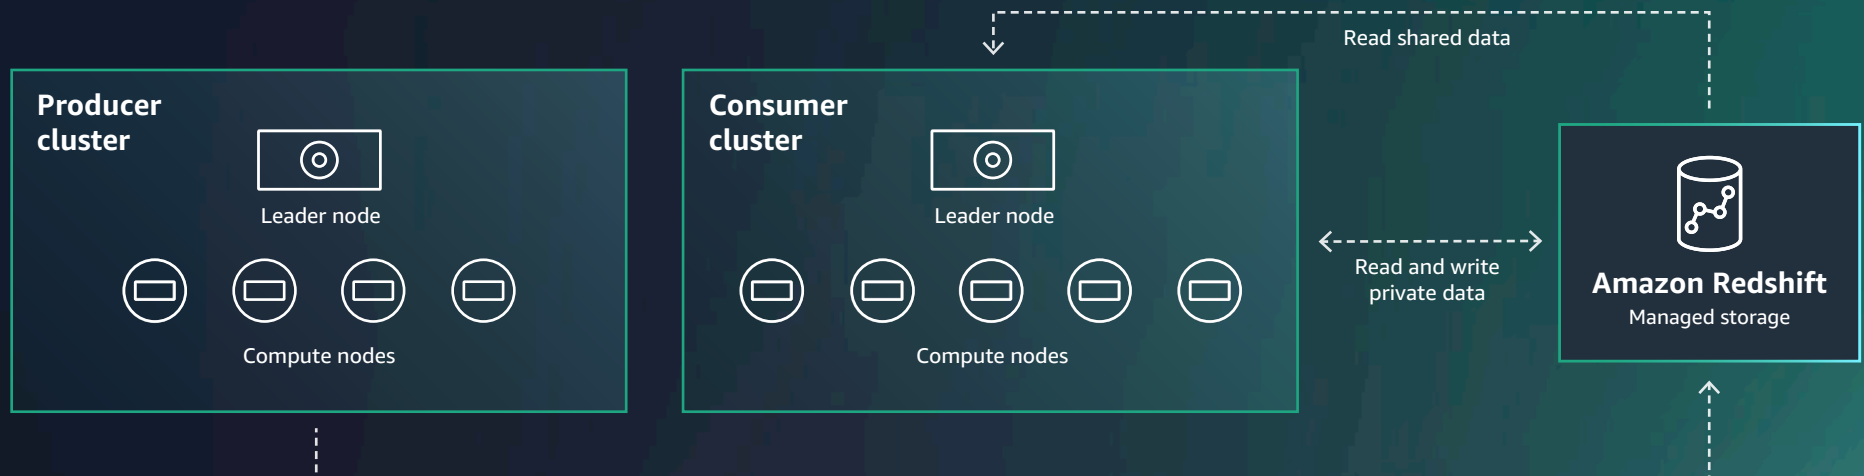 Read shared data
Producer
cluster
Leader node
Compute nodes
Consumer
cluster
Leader node
Compute nodes
Read and write
private data
Amazon Redshift
Managed storage